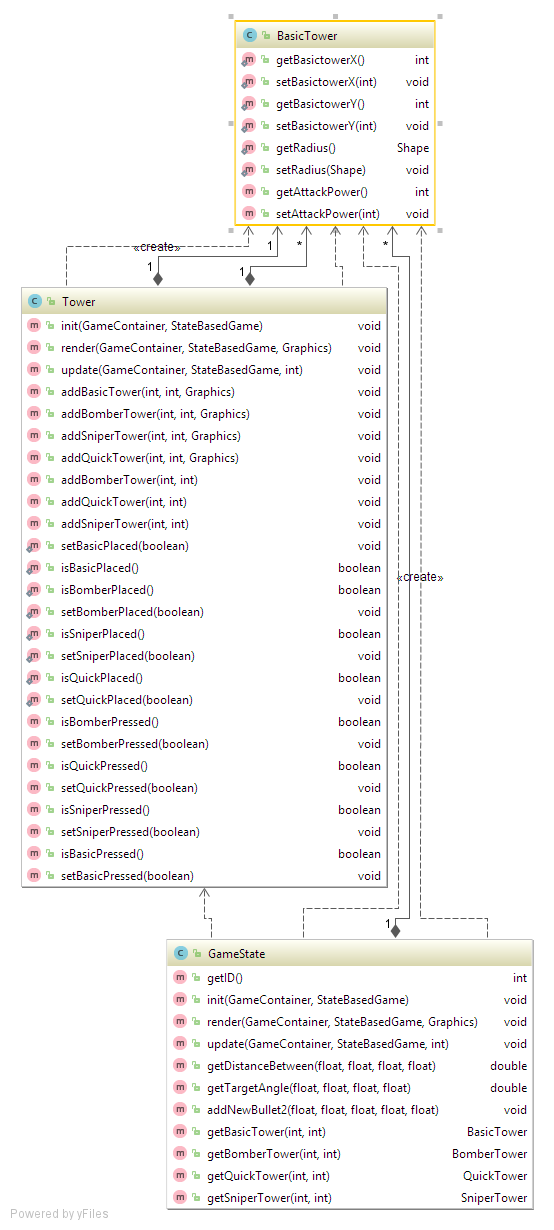 C BasicTower
m getBasictowerX() int
m setBasictowerX(int) void
m getBasictowerY() int
m setBasictowerY(int) void
m getRadius() Shape
m setRadius(Shape) void
m getAttackPower() int
m setAttackPower(int) void
«create» 1 * *
1 1
C Tower
m init(GameContainer, StateBasedGame) void
m render(GameContainer, StateBasedGame, Graphics) void
m update(GameContainer, StateBasedGame, int) void
m addBasicTower(int, int, Graphics) void
m addBomberTower(int, int, Graphics) void
m addSniperTower(int, int, Graphics) void
m addQuickTower(int, int, Graphics) void
m addBomberTower(int, int) void
m addQuickTower(int, int) void
m addSniperTower(int, int) void
m setBasicPlaced(boolean) void
m isBasicPlaced() boolean
«create»
m isBomberPlaced() boolean
m setBomberPlaced(boolean) void
m isSniperPlaced() boolean
m setSniperPlaced(boolean) void
m isQuickPlaced() boolean
m setQuickPlaced(boolean) void
m isBomberPressed() boolean
m setBomberPressed(boolean) void
m isQuickPressed() boolean
m setQuickPressed(boolean) void
m isSniperPressed() boolean
m setSniperPressed(boolean) void
m isBasicPressed() boolean
m setBasicPressed(boolean) void
1
C GameState
m getID() int
m init(GameContainer, StateBasedGame) void
m render(GameContainer, StateBasedGame, Graphics) void
m update(GameContainer, StateBasedGame, int) void
m getDistanceBetween(float, float, float, float) double
m getTargetAngle(float, float, float, float) double
m addNewBullet2(float, float, float, float, float) void
m getBasicTower(int, int) BasicTower
m getBomberTower(int, int) BomberTower
m getQuickTower(int, int) QuickTower
m getSniperTower(int, int) SniperTower
Powered by yFiles